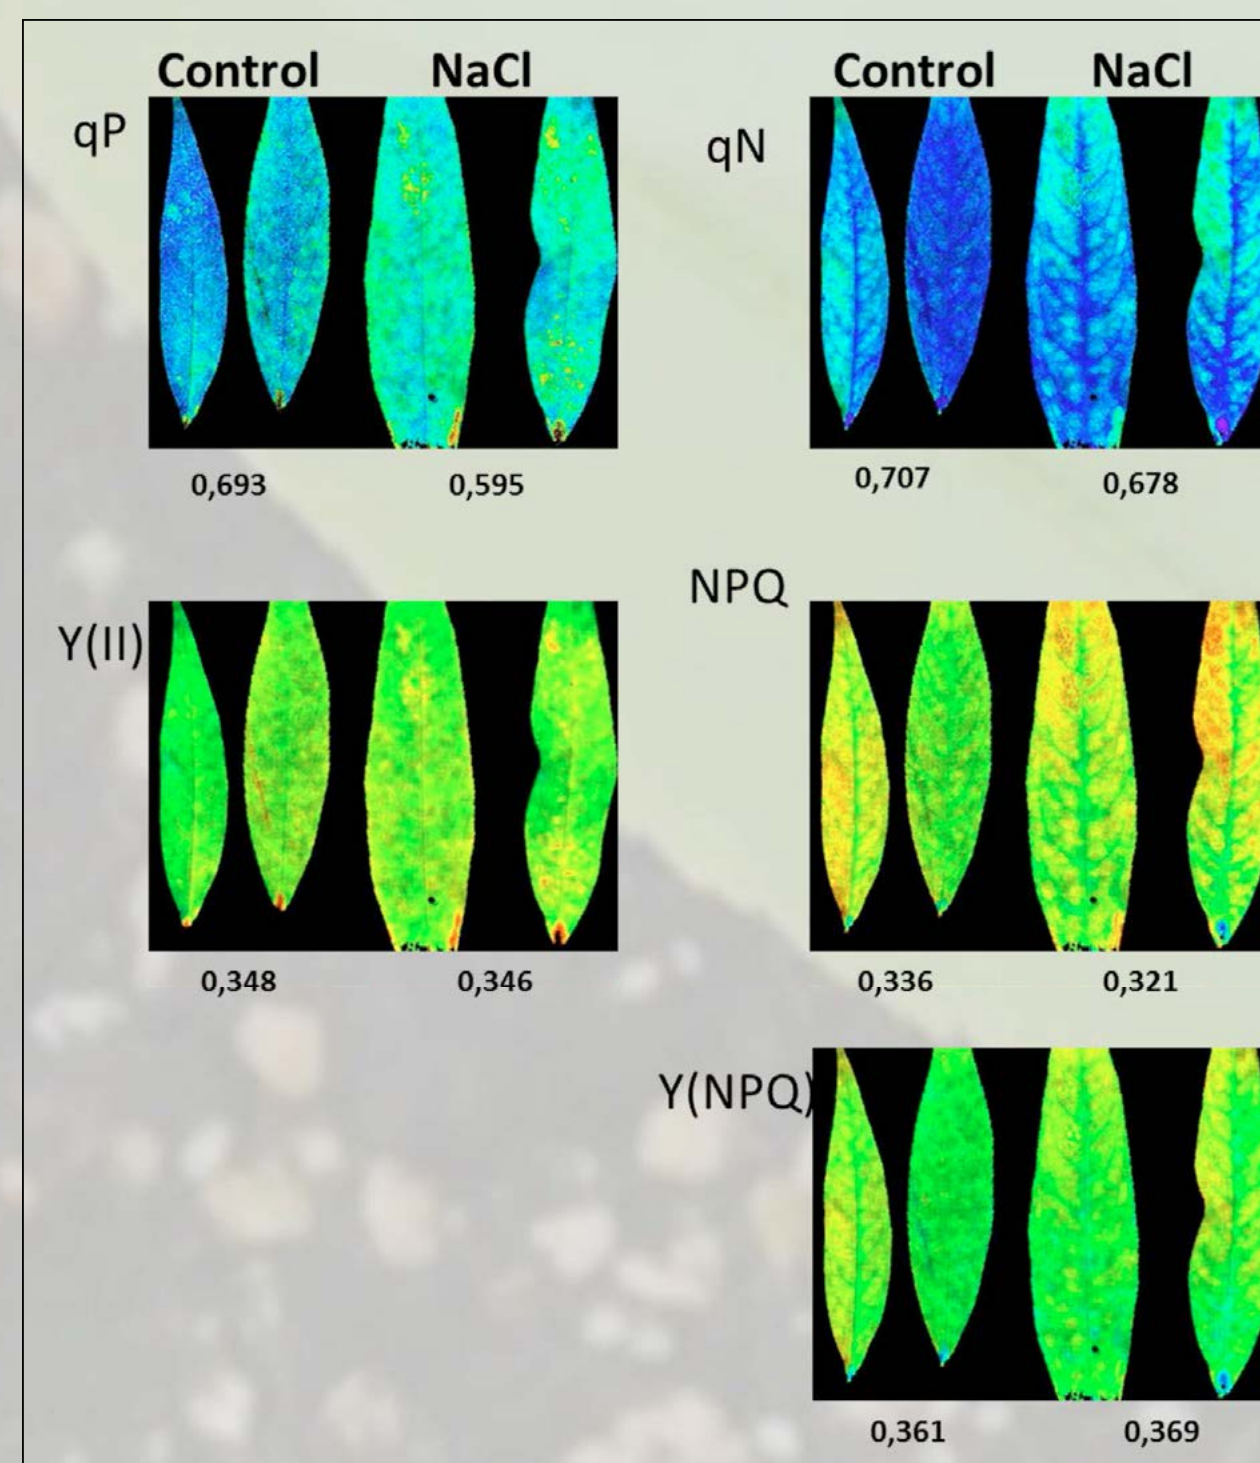 Control NaCl Control NaCl
qP qN
0,693 0,595 0,707 0,678
NPQ
Y(II)
0,348 0,346 0,336 0,321
Y(NPQ)
0,361 0,369